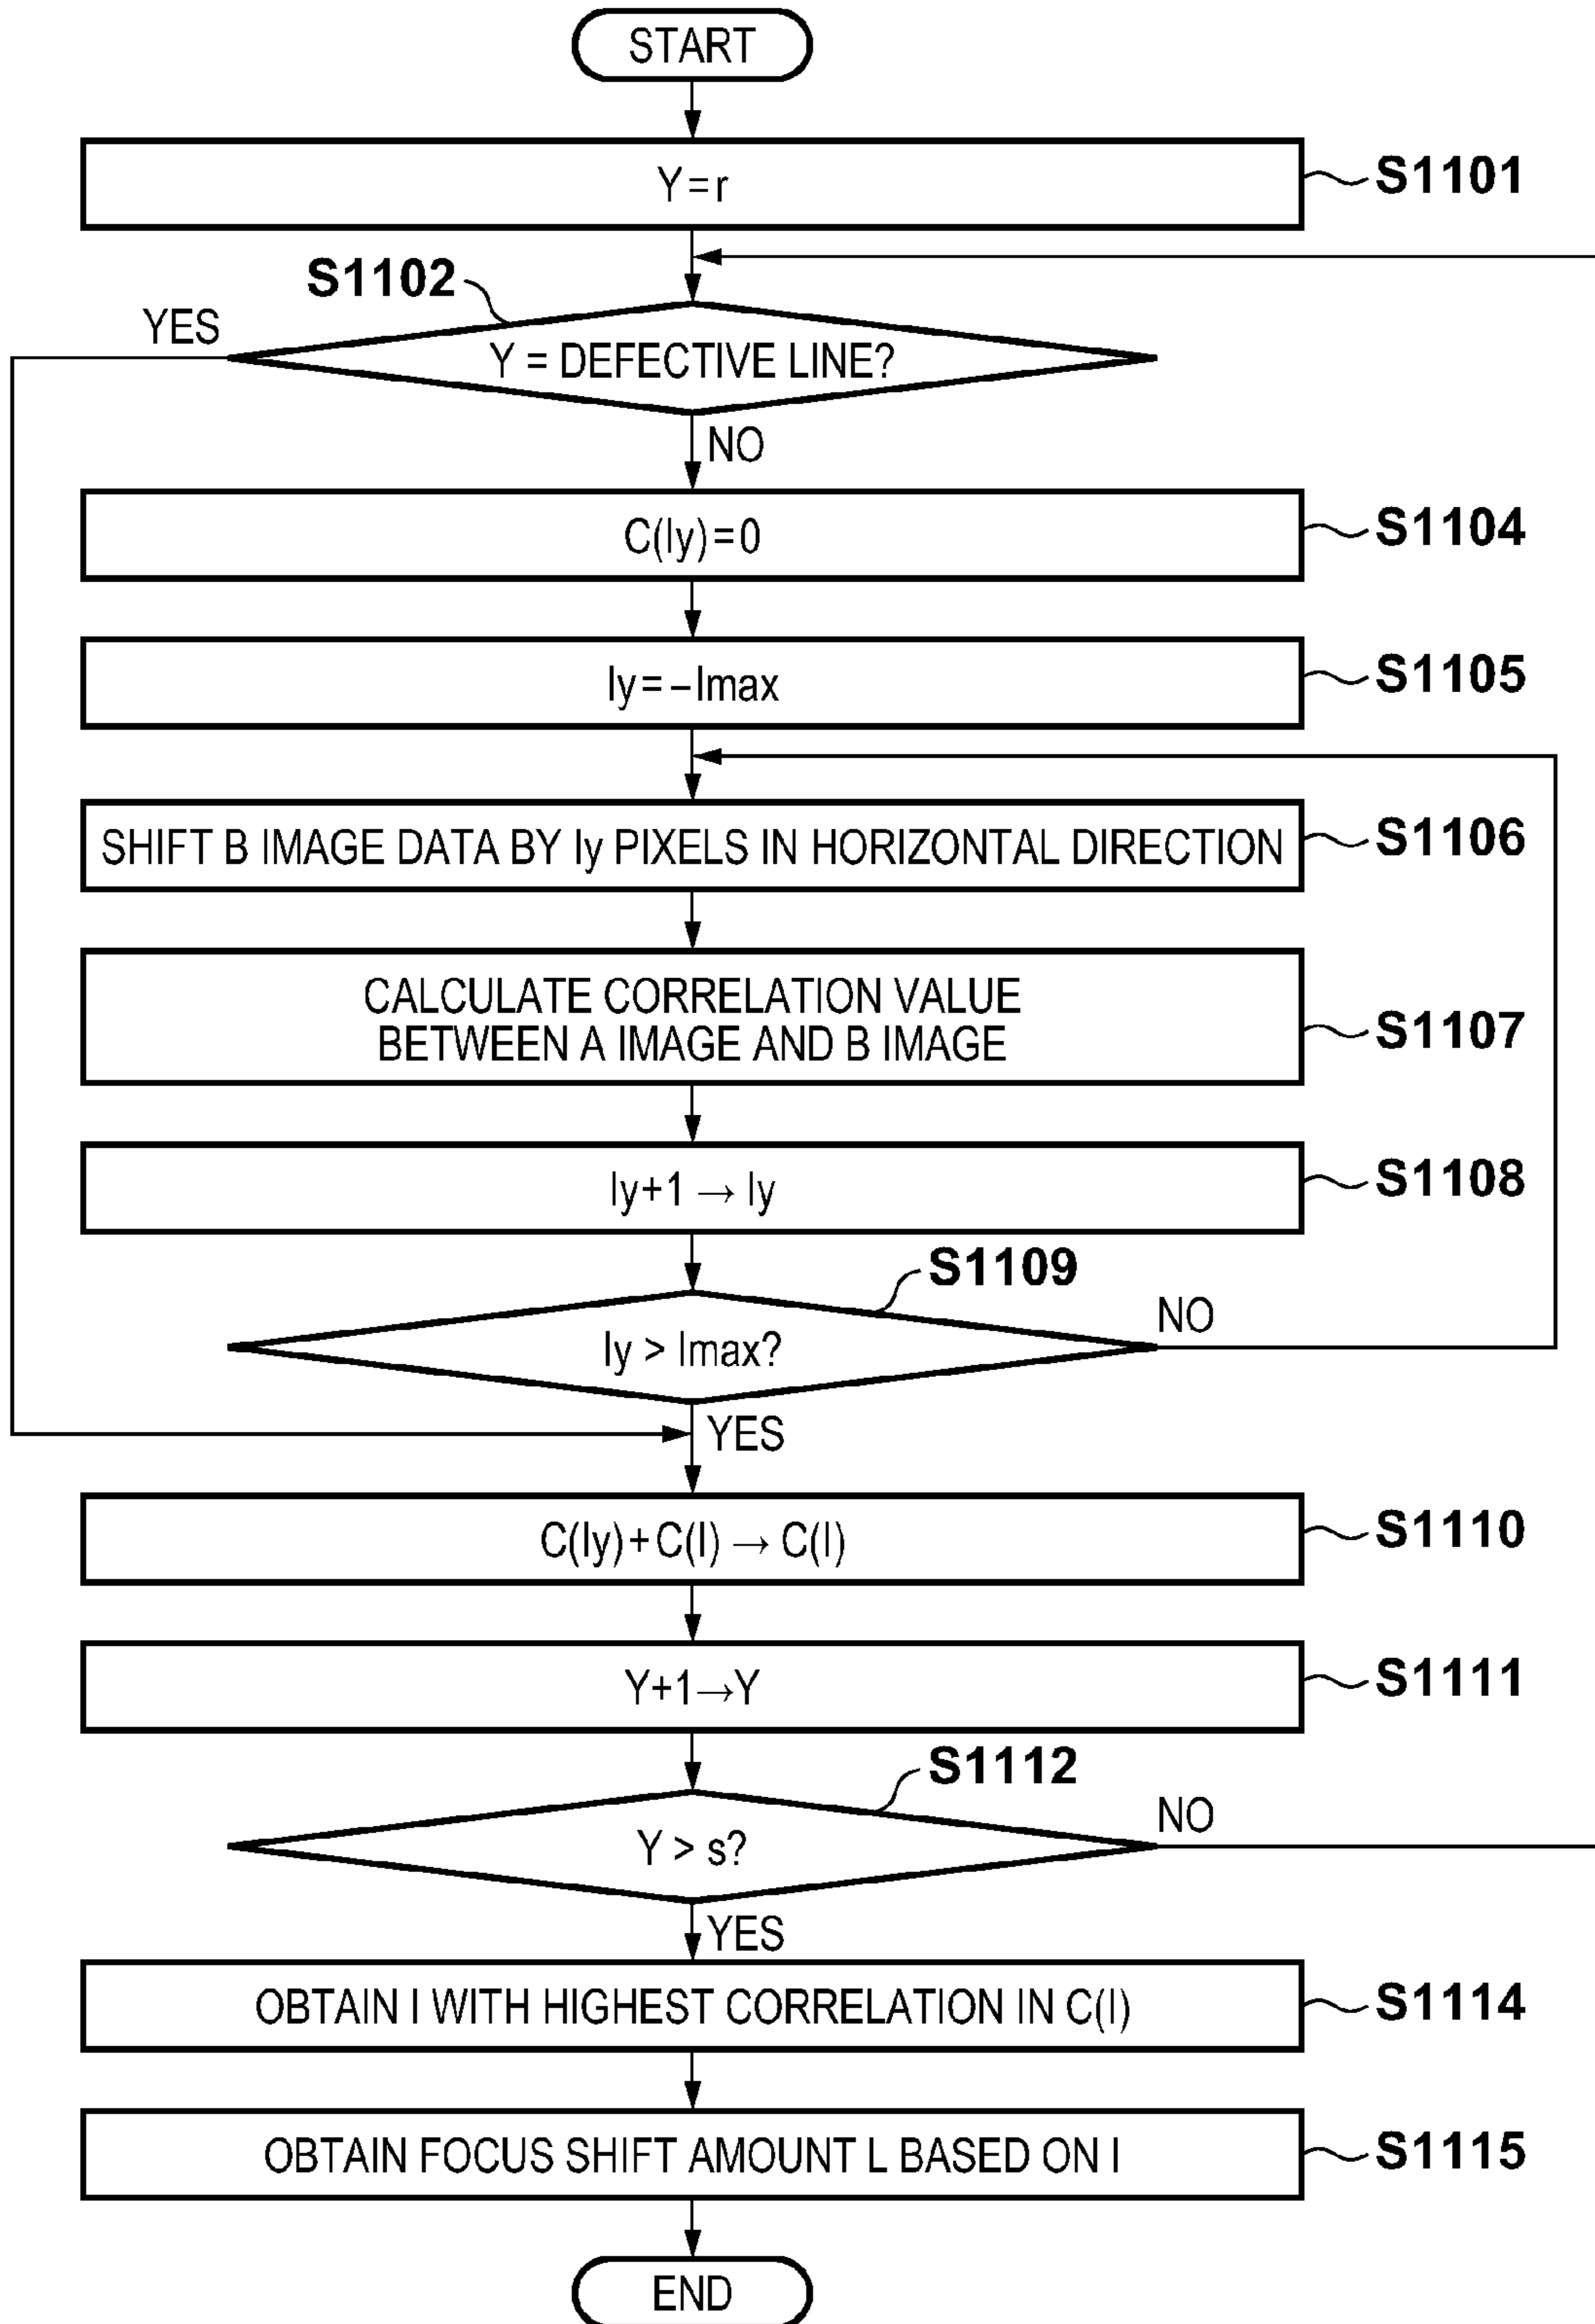 START
Y=r
S1101
S1102
YES
Y = DEFECTIVE LINE?
NO
C(Iy)=0
S1104
Iy=−Imax
S1105
SHIFT B IMAGE DATA BY Iy PIXELS IN HORIZONTAL DIRECTION
S1106
CALCULATE CORRELATION VALUE
BETWEEN A IMAGE AND B IMAGE
S1107
Iy+1 → Iy
S1108
S1109
Iy > Imax?
NO
YES
C(Iy)+C(I) → C(I)
S1110
Y+1→Y
S1111
S1112
Y > s?
NO
YES
OBTAIN I WITH HIGHEST CORRELATION IN C(I)
S1114
OBTAIN FOCUS SHIFT AMOUNT L BASED ON I
S1115
END